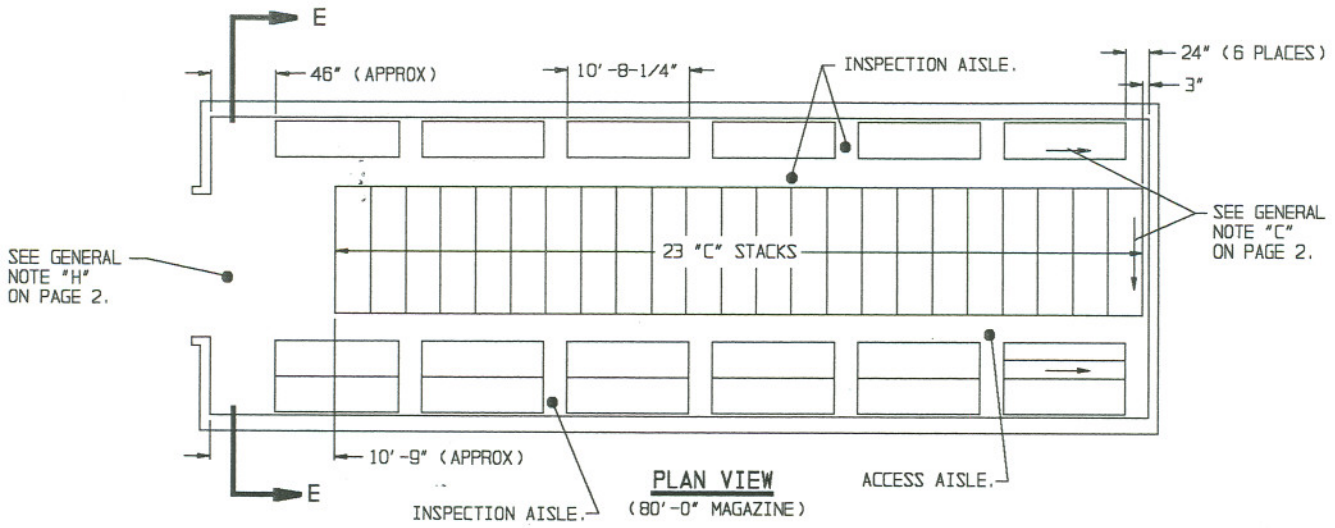 E
46" (APPROX)
10'-8-1/4"
INSPECTION AISLE.
24" (6 PLACES)
3"
SEE GENERAL
NOTE "H"
ON PAGE 2.
23 "C" STACKS
SEE GENERAL
NOTE "C"
ON PAGE 2.
10'-9" (APPROX)
E
INSPECTION AISLE.
PLAN VIEW
(80'-0" MAGAZINE)
ACCESS AISLE.